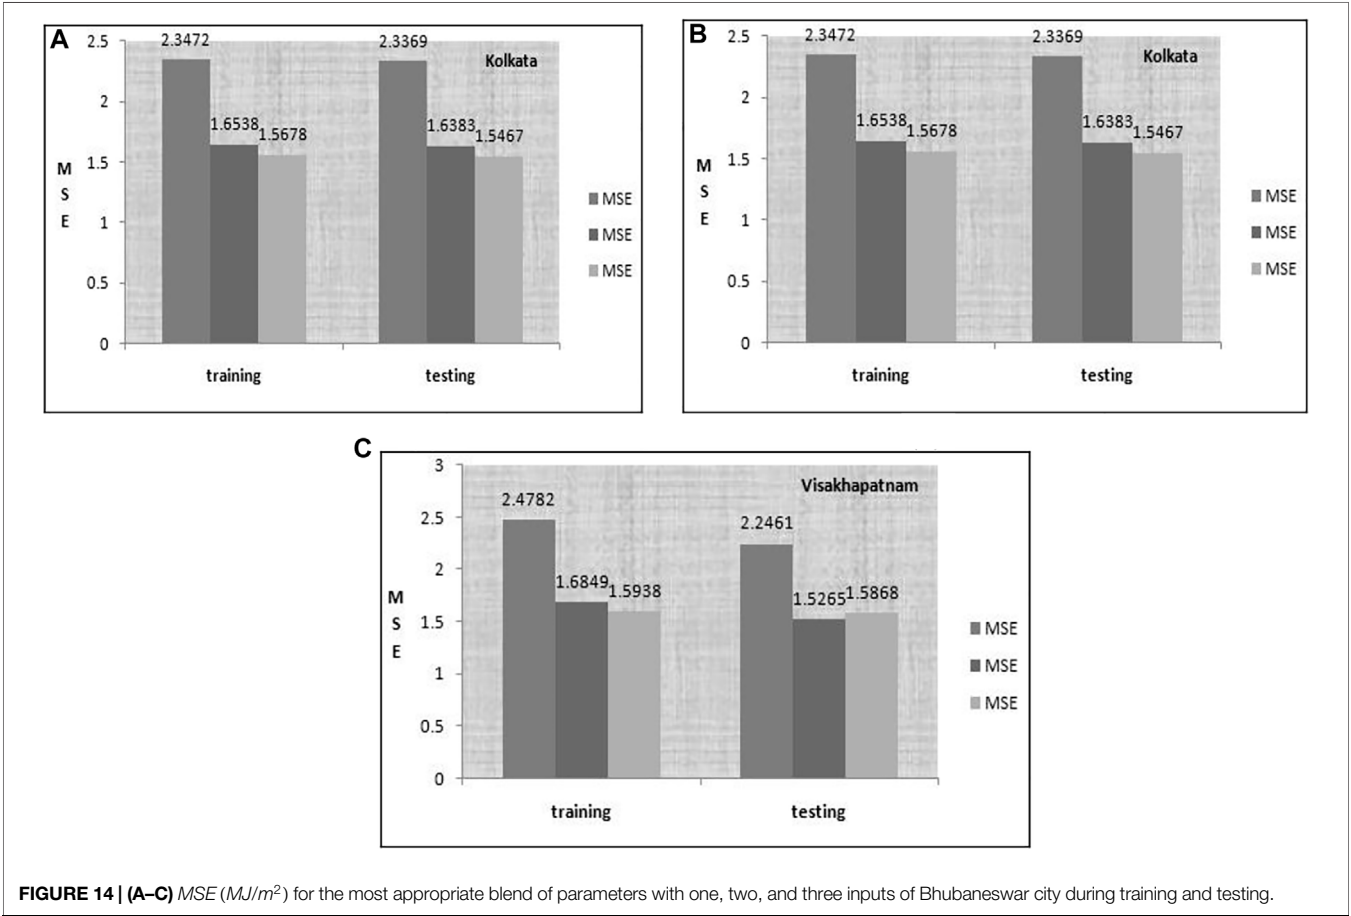 A
2.5
2
1.5
1
0.5
0
M
S
E
2.3472
1.6538
1.5678
2.3369
1.6383
1.5467
Kolkata
MSE
MSE
MSE
training testing
B
2.5
2
1.5
1
0.5
0
M
S
E
2.3472
1.6538
1.5678
2.3369
1.6383
1.5467
Kolkata
MSE
MSE
MSE
training testing
C
3
2.5
2
1.5
1
0.5
0
M
S
E
2.4782
1.6849
1.5938
2.2461
1.5265
1.5868
Visakhapatnam
MSE
MSE
MSE
training testing
FIGURE 14 | (A–C) MSE (MJ/m²) for the most appropriate blend of parameters with one, two, and three inputs of Bhubaneswar city during training and testing.